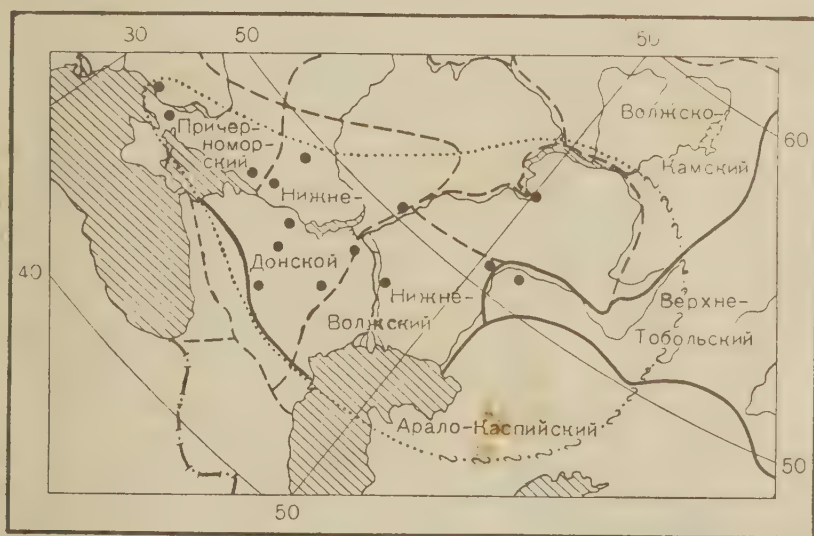 30 50 50
Волжско-
60
Причер-
номор-
ский
Камский
Нижне-
Донской
40
Нижне-
Волжский
Верхне-
Тобольский
Арало-Каспийский
50
50